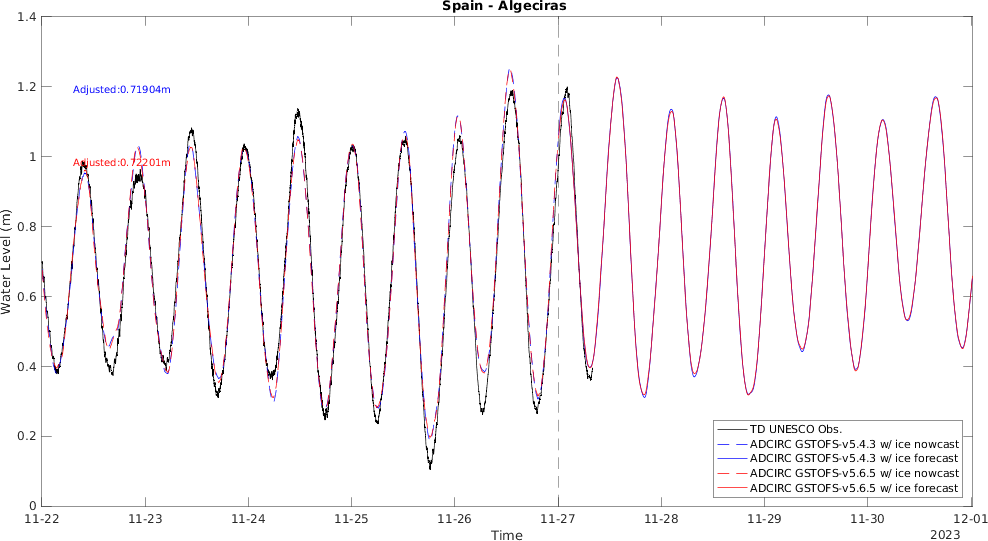 Spain - Algeciras
1.4
1.2
1
0.8
0.6
0.4
0.2
0
Water Level (m)
Adjusted:0.71904m
Adjusted:0.72201m
TD UNESCO Obs.
ADCIRC GSTOFS-v5.4.3 w/ ice nowcast
ADCIRC GSTOFS-v5.4.3 w/ ice forecast
ADCIRC GSTOFS-v5.6.5 w/ ice nowcast
ADCIRC GSTOFS-v5.6.5 w/ ice forecast
11-22 11-23 11-24 11-25 11-26 11-27 11-28 11-29 11-30 12-01
Time
2023